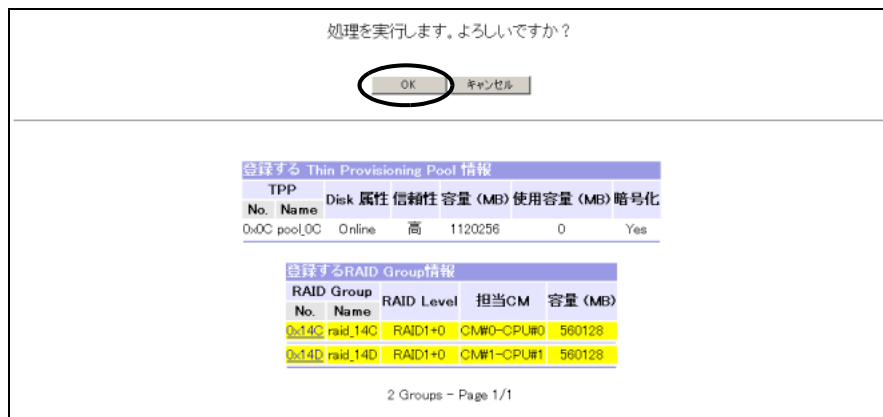 処理を実行します。よろしいですか？
OK キャンセル
登録する Thin Provisioning Pool 情報
TPP Disk 属性 信頼性 容量 (MB) 使用容量 (MB) 暗号化
No. Name
0x0C pool_0C Online 高 1120256 0 Yes
登録するRAID Group情報
RAID Group RAID Level 担当CM 容量 (MB)
No. Name
0x14C raid_14C RAID1+0 CM#0-CPU#0 560128
0x14D raid_14D RAID1+0 CM#1-CPU#1 560128
2 Groups - Page 1/1